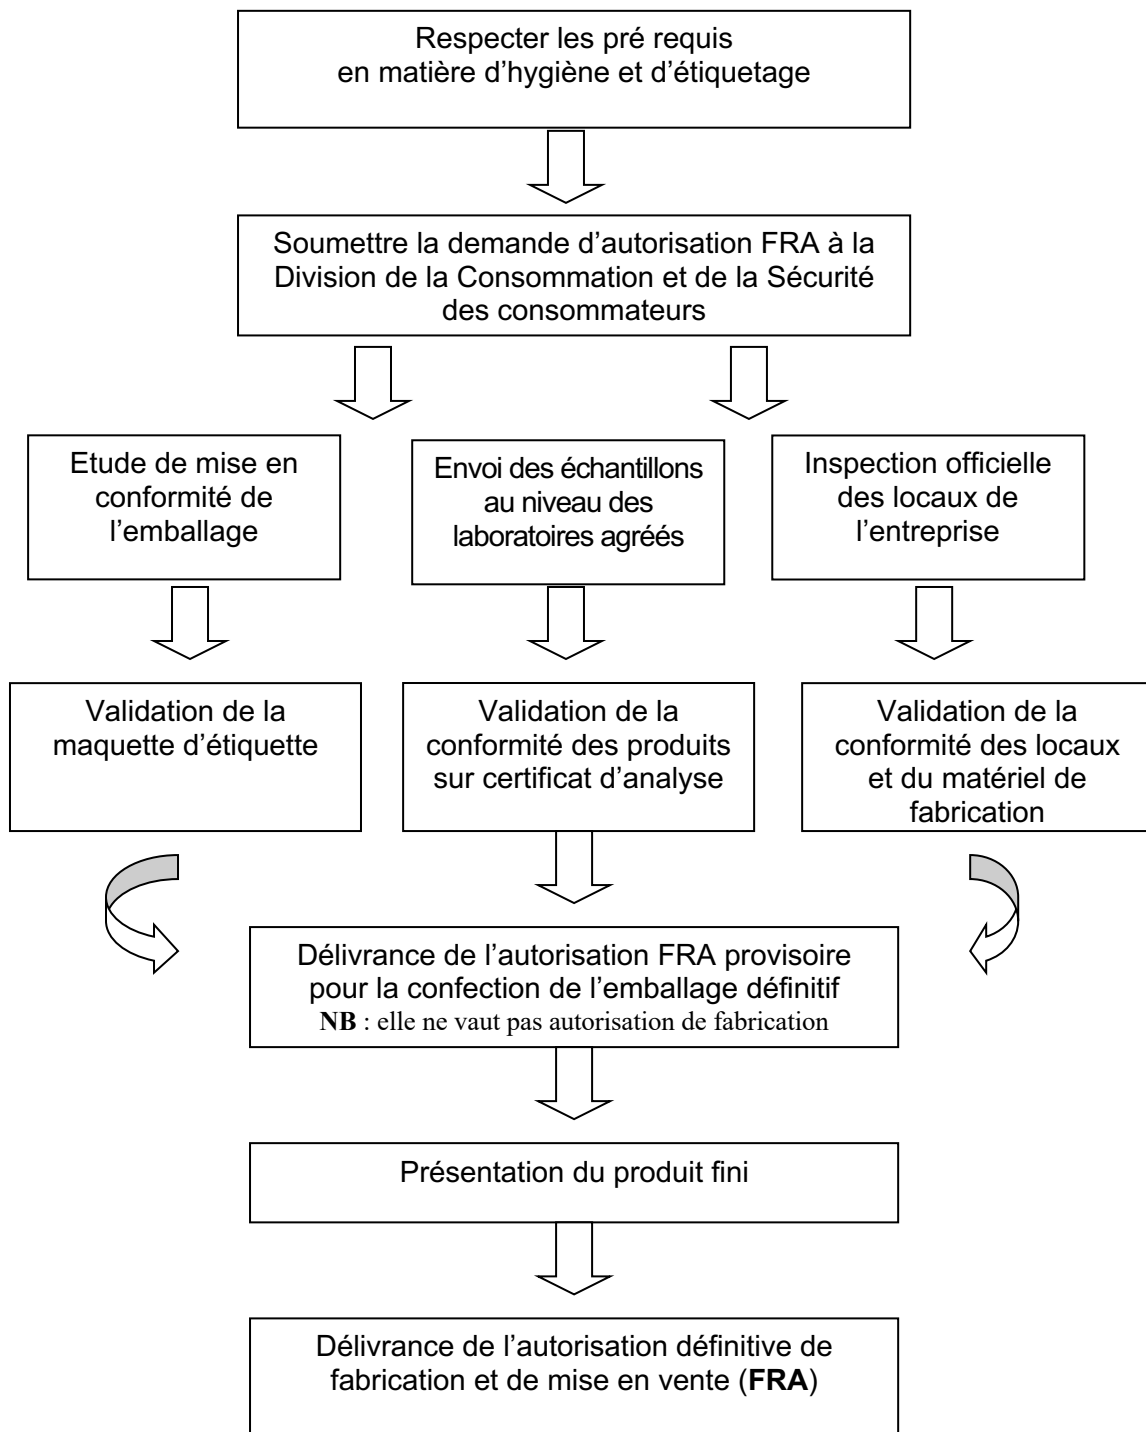 Respecter les pré requis
en matière d’hygiène et d’étiquetage
Soumettre la demande d’autorisation FRA à la
Division de la Consommation et de la Sécurité
des consommateurs
Etude de mise en
conformité de
l’emballage
Envoi des échantillons
au niveau des
laboratoires agréés
Inspection officielle
des locaux de
l’entreprise
Validation de la
maquette d’étiquette
Validation de la
conformité des produits
sur certificat d’analyse
Validation de la
conformité des locaux
et du matériel de
fabrication
Délivrance de l’autorisation FRA provisoire
pour la confection de l’emballage définitif
NB : elle ne vaut pas autorisation de fabrication
Présentation du produit fini
Délivrance de l’autorisation définitive de
fabrication et de mise en vente (FRA)